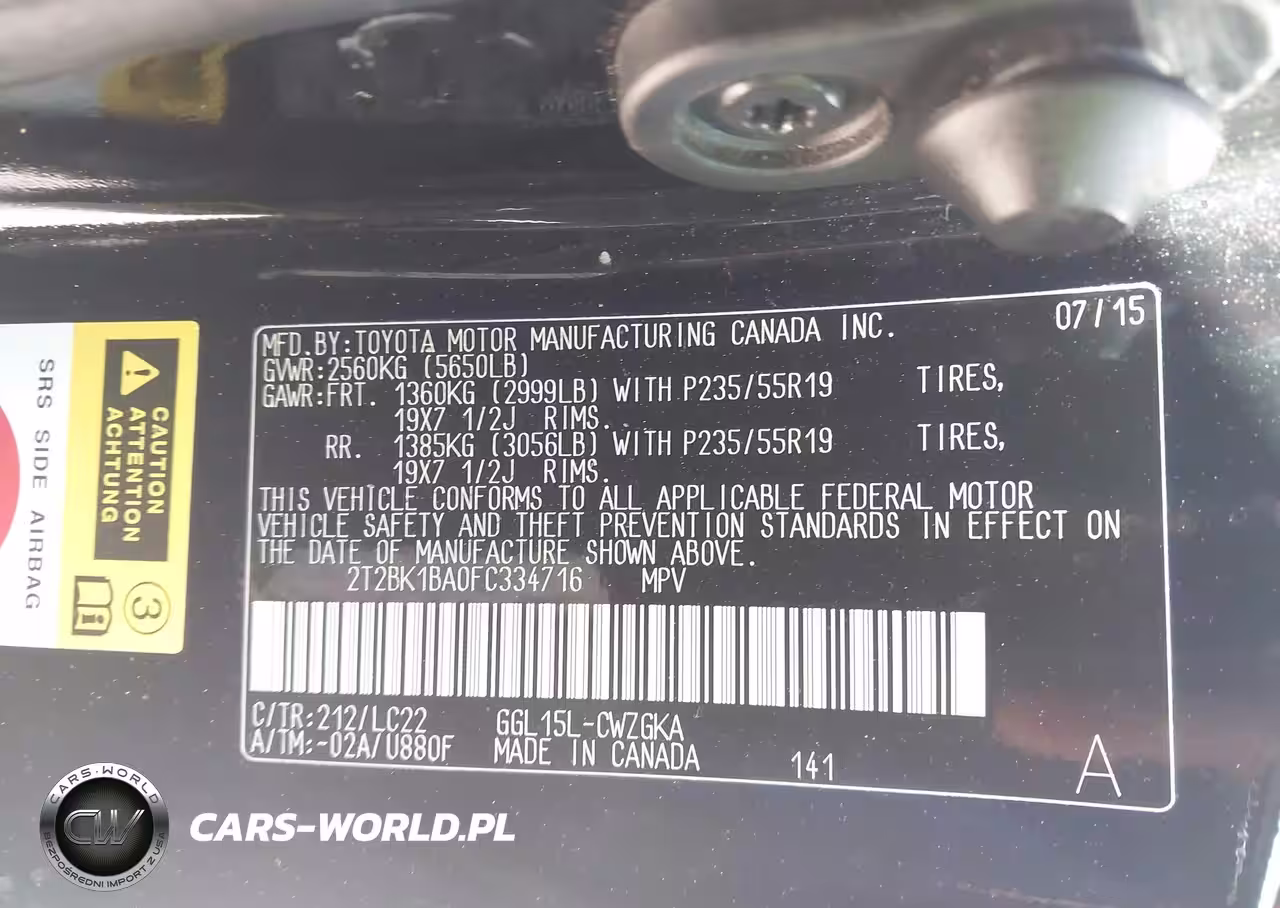 07/15
MFD.BY:TOYOTA MOTOR MANUFACTURING CANADA INC.
GVWR:2560KG (5650LB)
GAWR:FRT. 1360KG (2999LB) WITH P235/55R19 TIRES,
19X7 1/2J RIMS.
RR. 1385KG (3056LB) WITH P235/55R19 TIRES,
19X7 1/2J RIMS.
THIS VEHICLE CONFORMS TO ALL APPLICABLE FEDERAL MOTOR
VEHICLE SAFETY AND THEFT PREVENTION STANDARDS IN EFFECT ON
THE DATE OF MANUFACTURE SHOWN ABOVE.
2T2BK1BA0FC334716 MPV
C/TR:212/LC22 GGL15L-CWZGKA
A/TM:-02A/U880F MADE IN CANADA 141 A
CAUTION
ATTENTION
ACHTUNG
3
SRS SIDE AIRBAG
CARS-WORLD
CW
BEZPOŚREDNI IMPORT Z USA
CARS-WORLD.PL